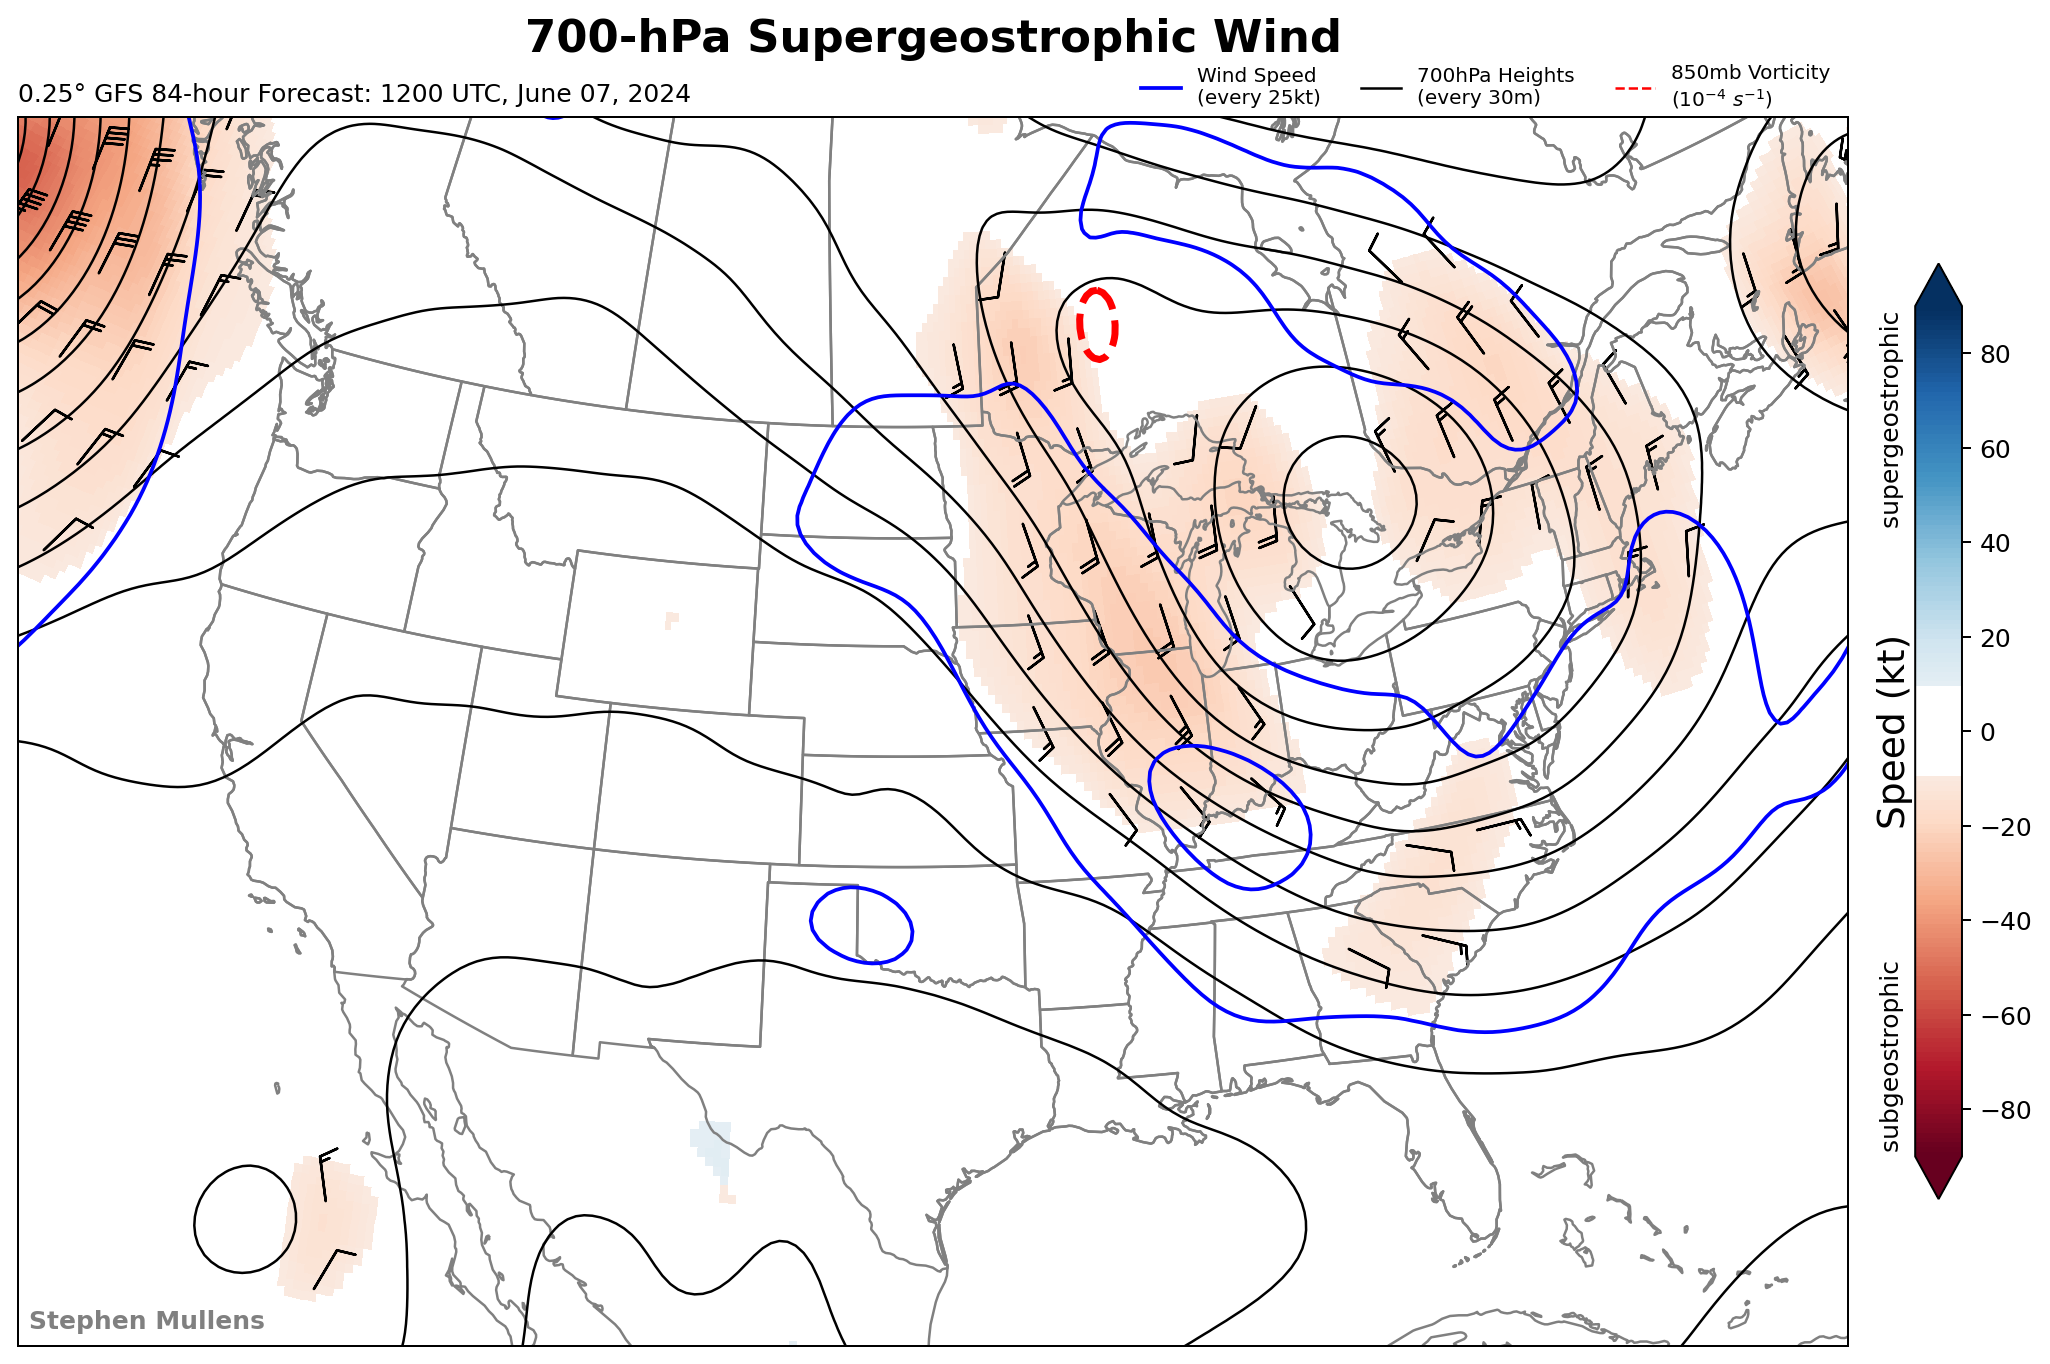 700-hPa Supergeostrophic Wind
0.25° GFS 84-hour Forecast: 1200 UTC, June 07, 2024
Wind Speed
(every 25kt)
700hPa Heights
(every 30m)
850mb Vorticity
(10⁻⁴ s⁻¹)
supergeostrophic
Speed (kt)
subgeostrophic
80
60
40
20
0
−20
−40
−60
−80
Stephen Mullens